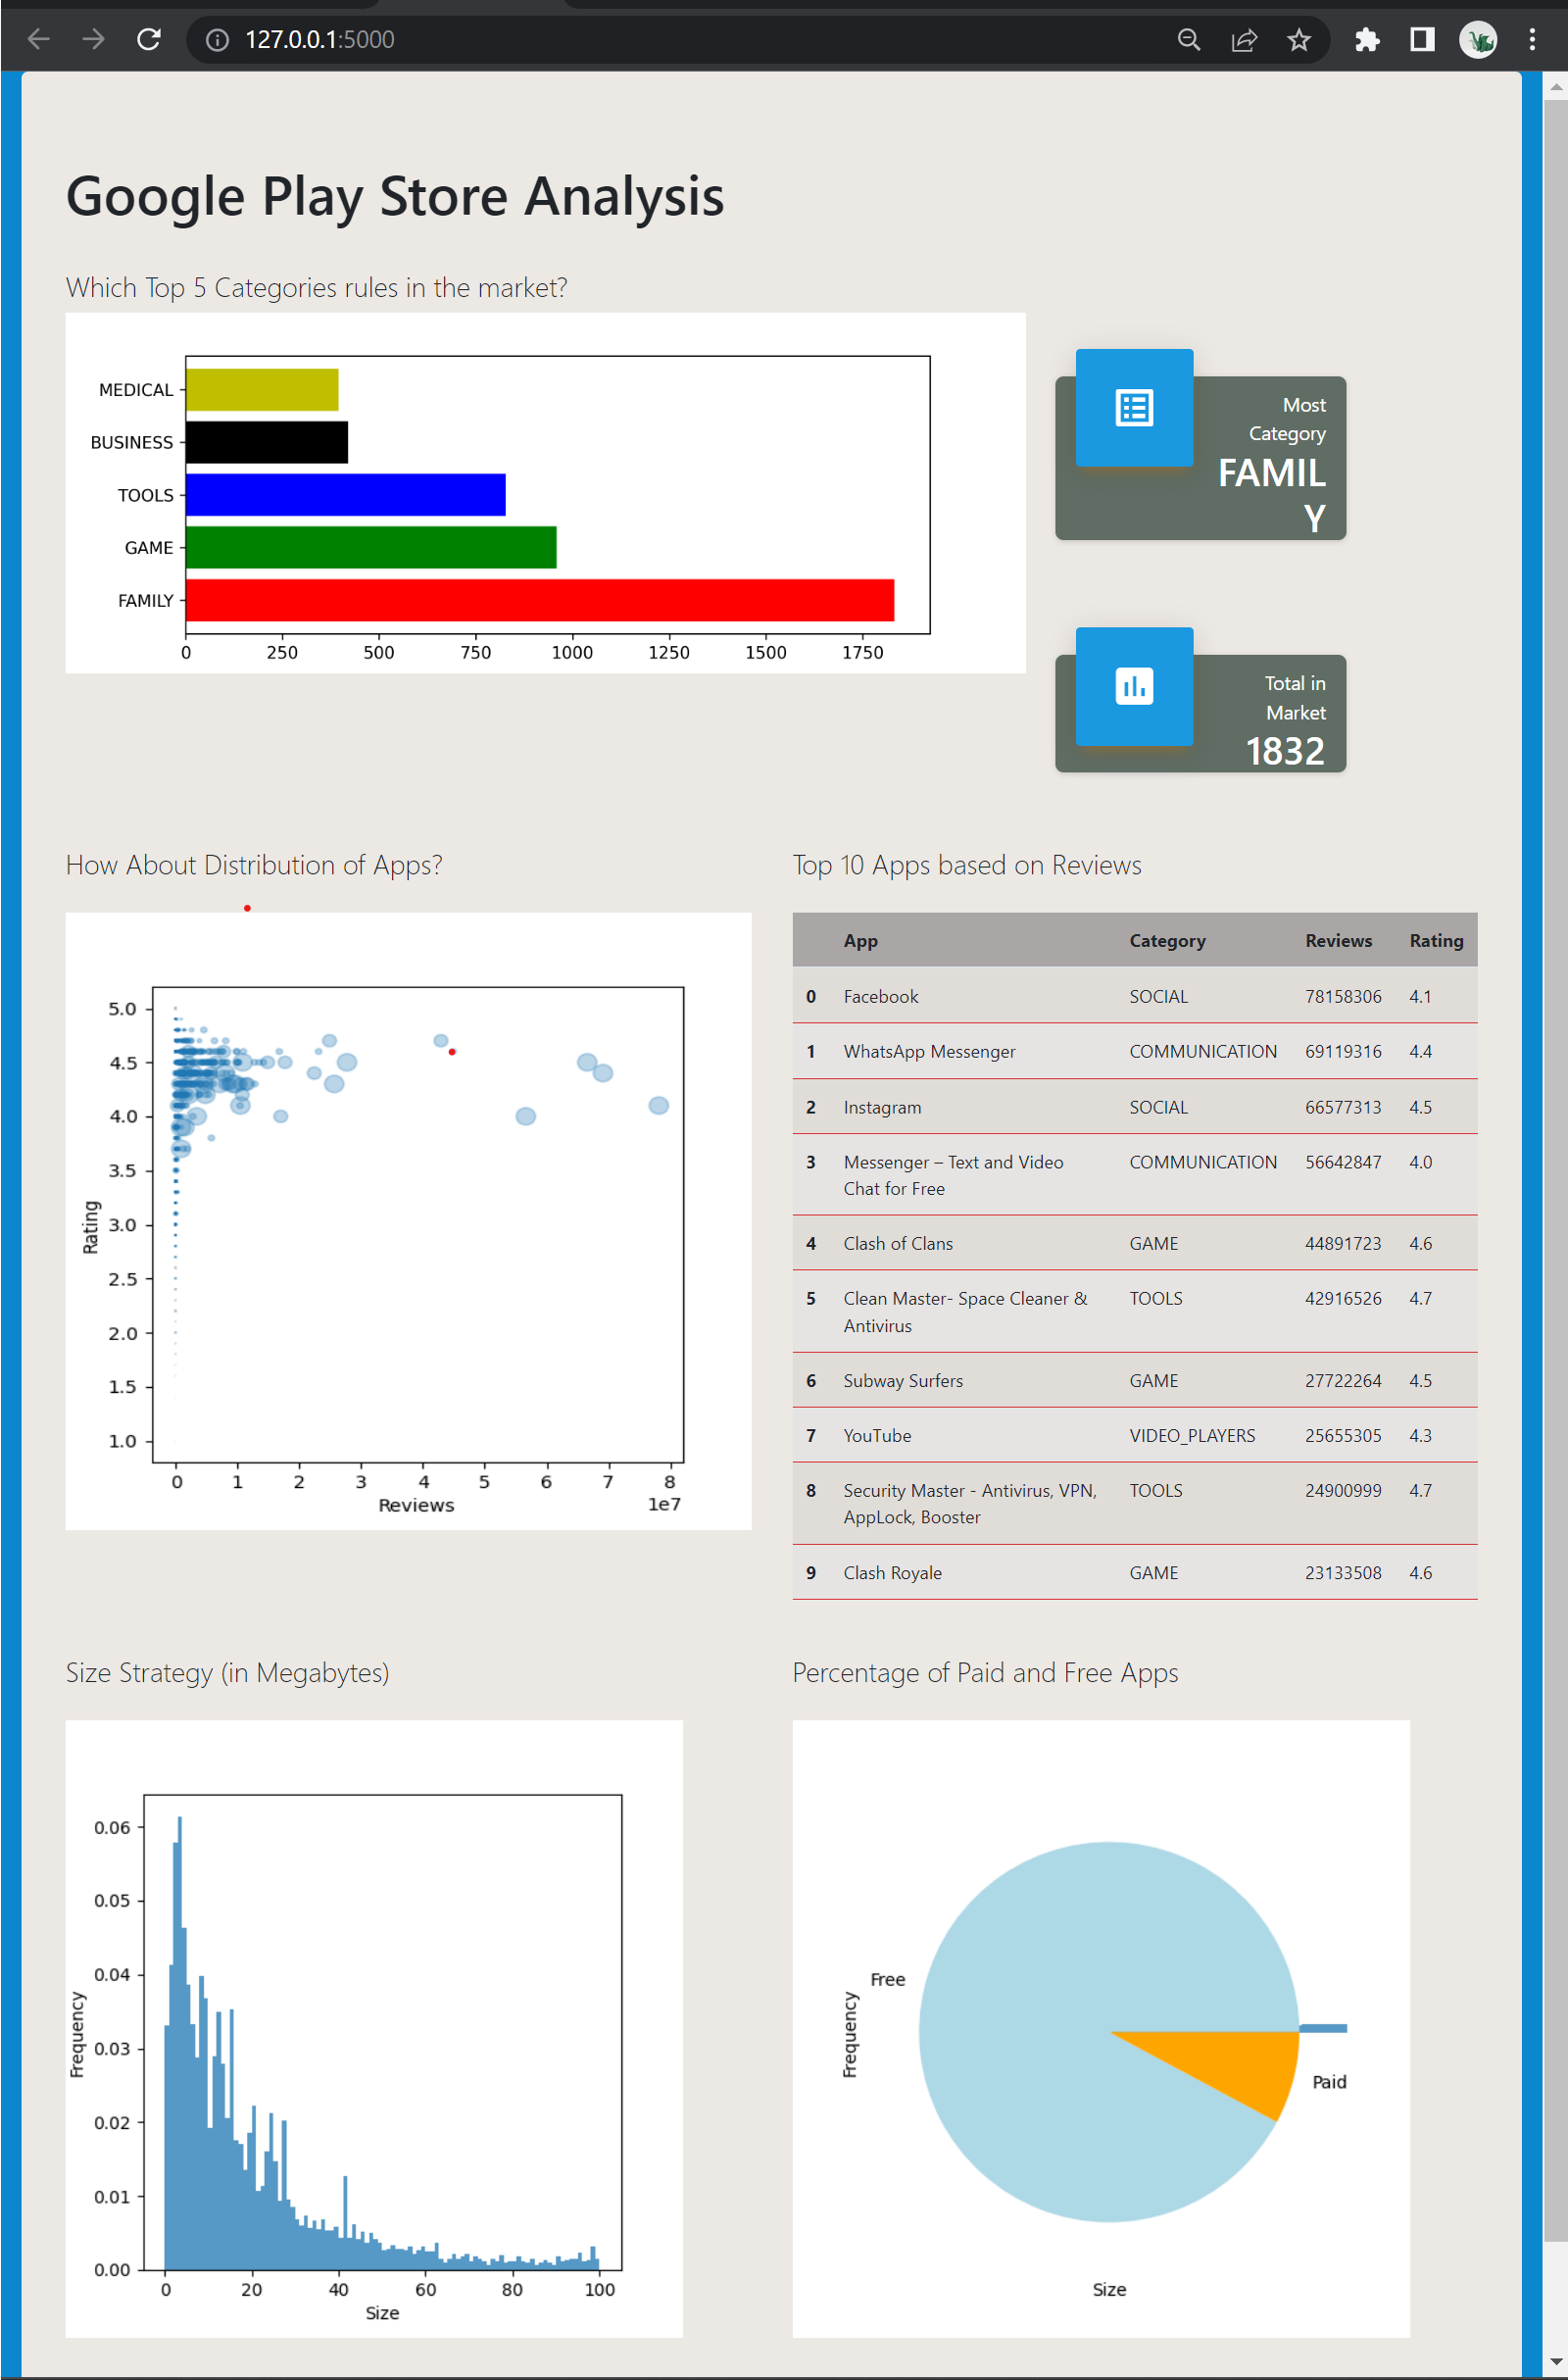 127.0.0.1:5000
Google Play Store Analysis
Which Top 5 Categories rules in the market?
MEDICAL
BUSINESS
TOOLS
GAME
FAMILY
0 250 500 750 1000 1250 1500 1750
Most
Category
FAMIL
Y
Total in
Market
1832
How About Distribution of Apps?
5.0
4.5
4.0
3.5
3.0
2.5
2.0
1.5
1.0
Rating
0 1 2 3 4 5 6 7 8
Reviews 1e7
Top 10 Apps based on Reviews
App Category Reviews Rating
0 Facebook SOCIAL 78158306 4.1
1 WhatsApp Messenger COMMUNICATION 69119316 4.4
2 Instagram SOCIAL 66577313 4.5
3 Messenger – Text and Video COMMUNICATION 56642847 4.0
Chat for Free
4 Clash of Clans GAME 44891723 4.6
5 Clean Master- Space Cleaner & TOOLS 42916526 4.7
Antivirus
6 Subway Surfers GAME 27722264 4.5
7 YouTube VIDEO_PLAYERS 25655305 4.3
8 Security Master - Antivirus, VPN, TOOLS 24900999 4.7
AppLock, Booster
9 Clash Royale GAME 23133508 4.6
Size Strategy (in Megabytes)
0.06
0.05
0.04
0.03
0.02
0.01
0.00
Frequency
0 20 40 60 80 100
Size
Percentage of Paid and Free Apps
Free
Frequency
Paid
Size